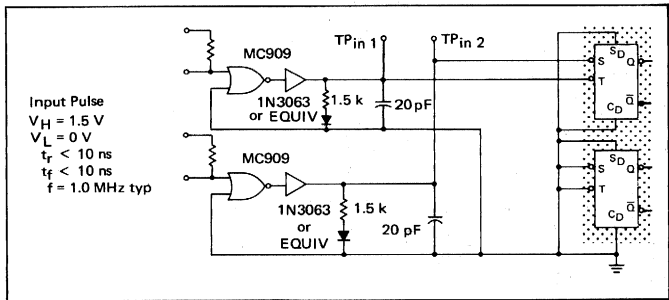 Input Pulse
VH = 1.5 V
VL = 0 V
tr < 10 ns
tf < 10 ns
f = 1.0 MHz typ
MC909
1N3063
or EQUIV
1.5 k
20 pF
TPin 1
TPin 2
MC909
1N3063
or
EQUIV
1.5 k
20 pF
SD
S
Q
T
CD
Q̅
SD
S
Q
T
CD
Q̅